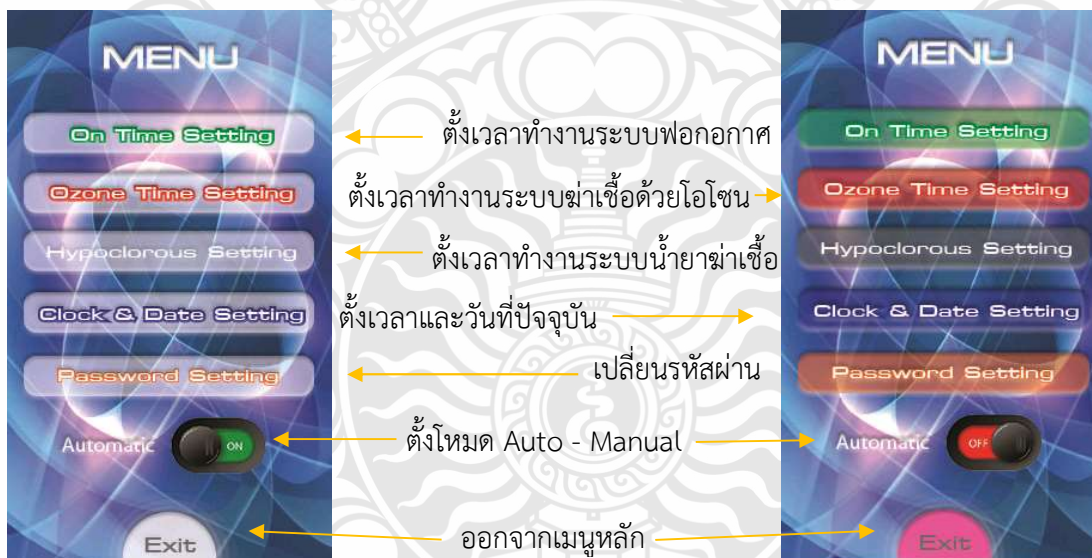 MENU
On Time Setting
Ozone Time Setting
Hypoclorous Setting
Clock & Date Setting
Password Setting
Automatic ON
Exit
ตั้งเวลาทำงานระบบฟอกอากาศ
ตั้งเวลาทำงานระบบฆ่าเชื้อด้วยโอโซน
ตั้งเวลาทำงานระบบน้ำยาฆ่าเชื้อ
ตั้งเวลาและวันที่ปัจจุบัน
เปลี่ยนรหัสผ่าน
ตั้งโหมด Auto - Manual
ออกจากเมนูหลัก
MENU
On Time Setting
Ozone Time Setting
Hypoclorous Setting
Clock & Date Setting
Password Setting
Automatic OFF
Exit